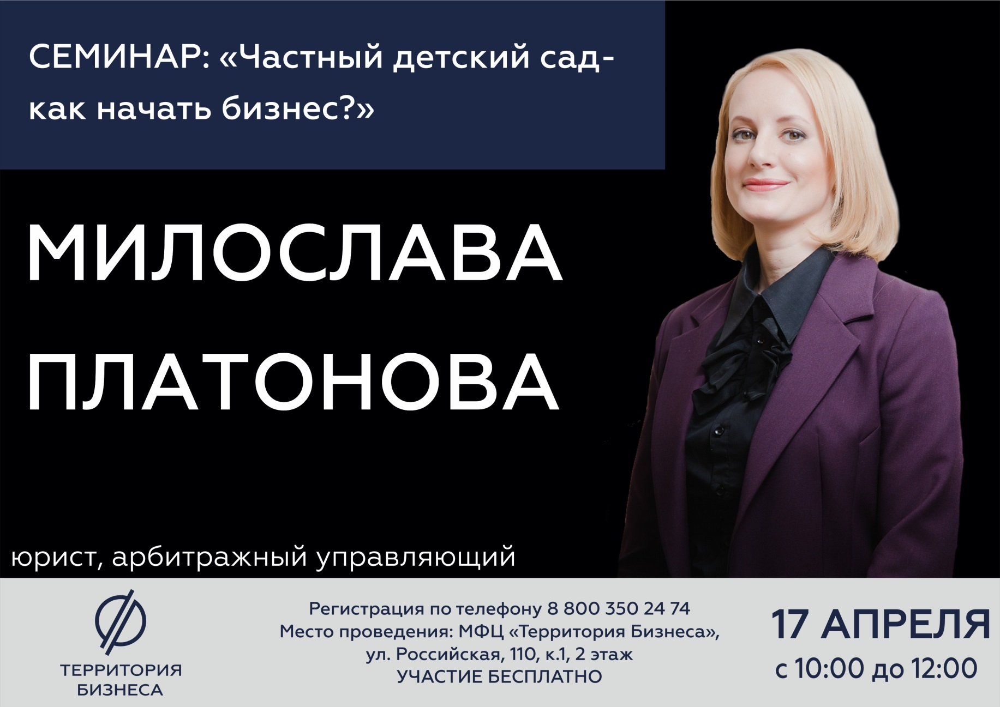 СЕМИНАР: «Частный детский сад-
как начать бизнес?»
МИЛОСЛАВА
ПЛАТОНОВА
юрист, арбитражный управляющий
ТЕРРИТОРИЯ
БИЗНЕСА
Регистрация по телефону 8 800 350 24 74
Место проведения: МФЦ «Территория Бизнеса»,
ул. Российская, 110, к.1, 2 этаж
УЧАСТИЕ БЕСПЛАТНО
17 АПРЕЛЯ
с 10:00 до 12:00